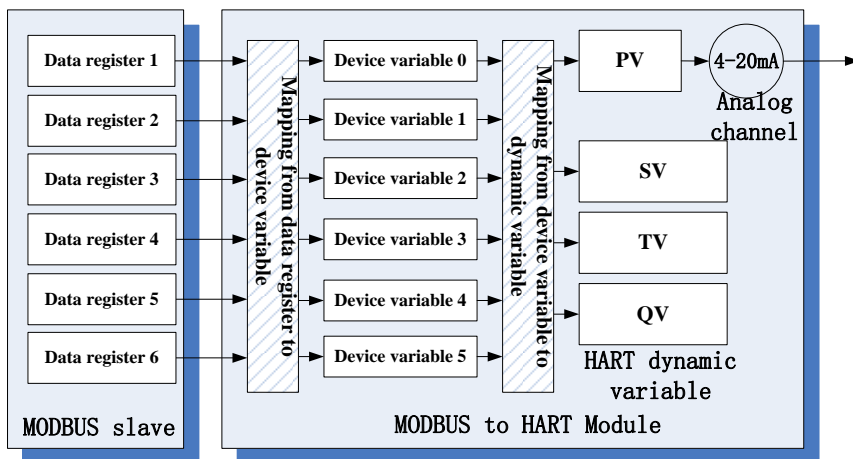 Data register 1
Data register 2
Data register 3
Data register 4
Data register 5
Data register 6
MODBUS slave
Mapping from data register to
device variable
Device variable 0
Device variable 1
Device variable 2
Device variable 3
Device variable 4
Device variable 5
Mapping from device variable to
dynamic variable
PV
4-20mA
Analog
channel
SV
TV
QV
HART dynamic
variable
MODBUS to HART Module